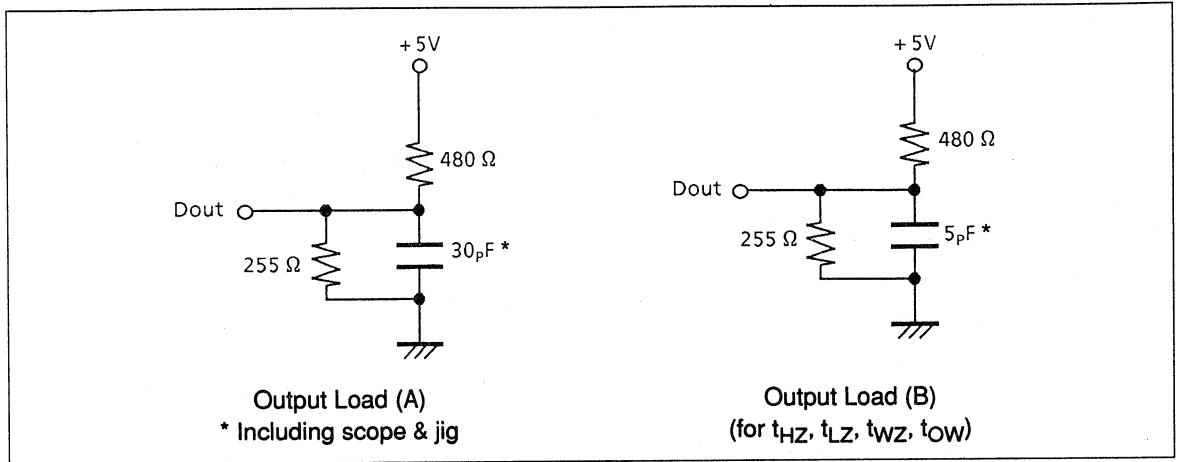 +5V
480 Ω
Dout
255 Ω
30pF *
Output Load (A)
* Including scope & jig
+5V
480 Ω
Dout
255 Ω
5pF *
Output Load (B)
(for tHZ, tLZ, tWZ, tOW)